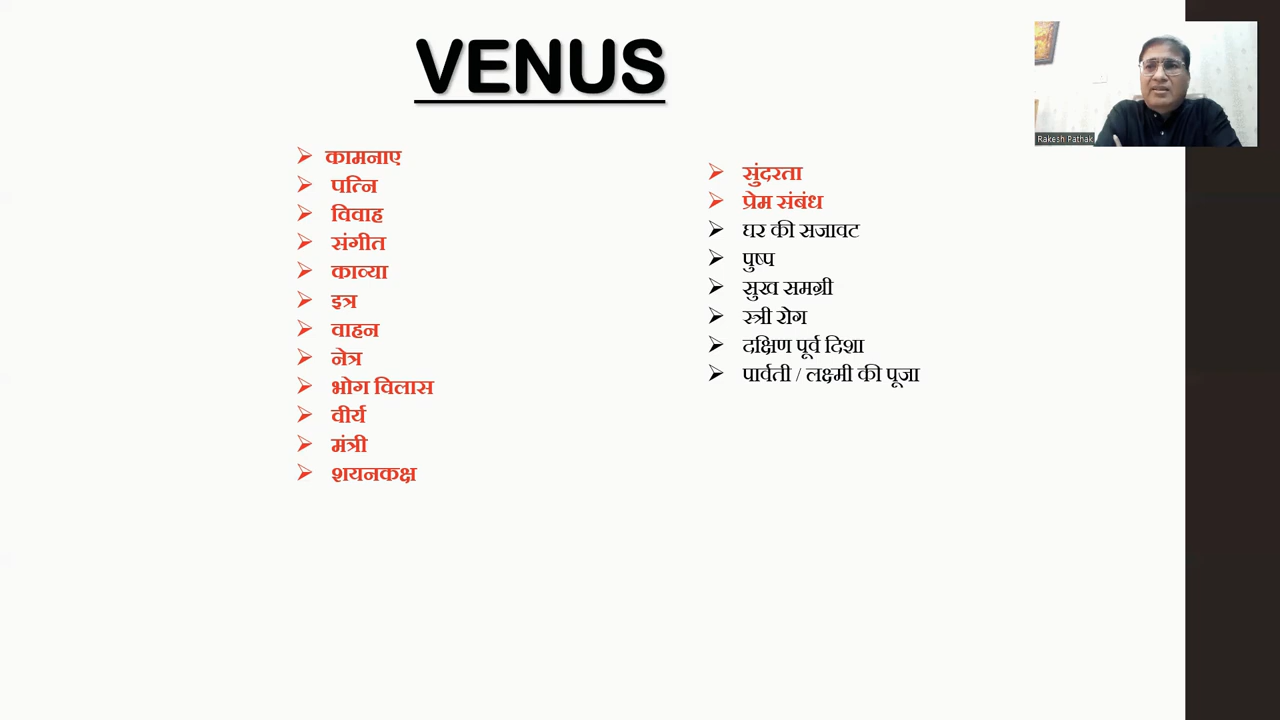 VENUS
Rakesh Pathak
कामनाए
पत्नि
विवाह
संगीत
काव्या
इत्र
वाहन
नेत्र
भोग विलास
वीर्य
मंत्री
शयनकक्ष
सुंदरता
प्रेम संबंध
घर की सजावट
पुष्प
सुख समग्री
स्त्री रोग
दक्षिण पूर्व दिशा
पार्वती / लक्ष्मी की पूजा